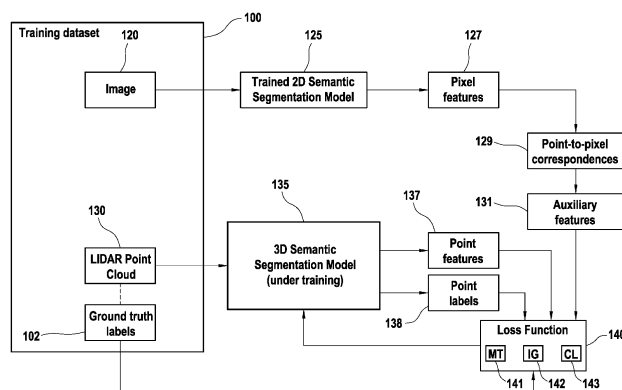 Training dataset
100
120
125
127
Image
Trained 2D Semantic
Segmentation Model
Pixel
features
129
Point-to-pixel
correspondences
131
Auxiliary
features
130
135
137
LIDAR Point
Cloud
3D Semantic
Segmentation Model
(under training)
Point
features
Point
labels
138
102
Ground truth
labels
Loss Function
140
MT
IG
CL
141
142
143